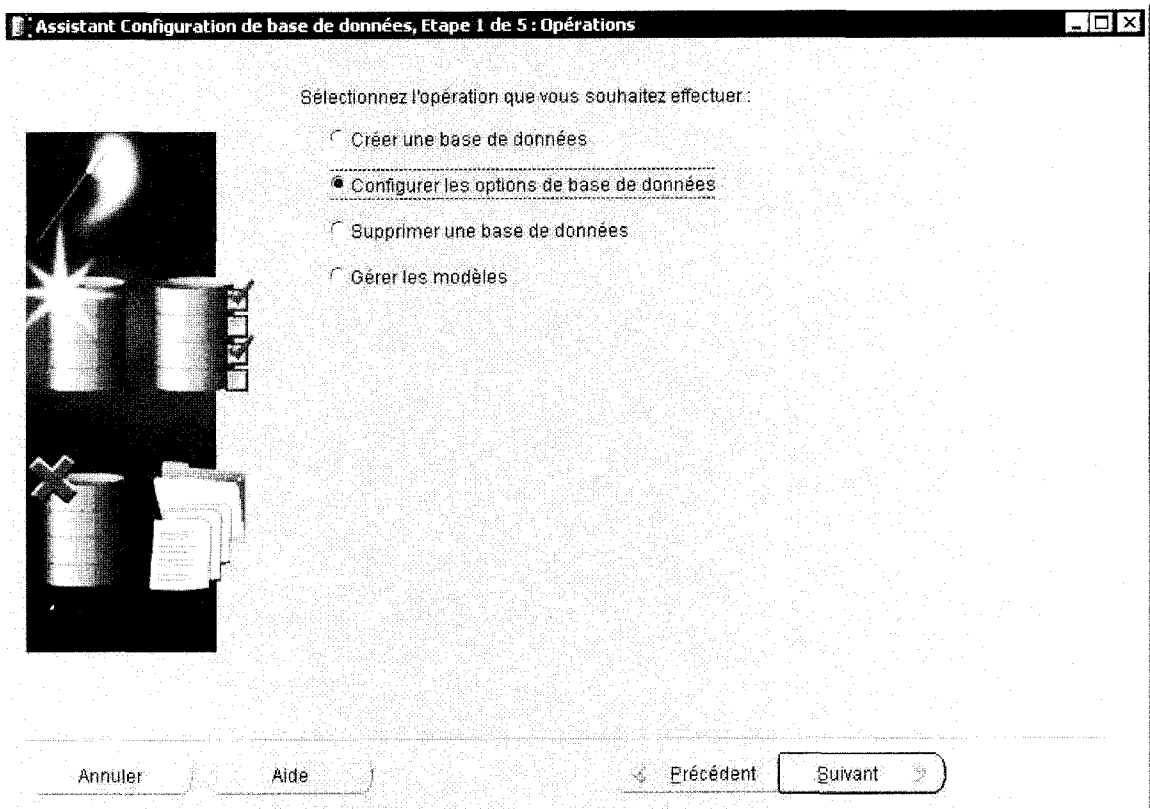 Assistant Configuration de base de données, Etape 1 de 5 : Opérations
Sélectionnez l'opération que vous souhaitez effectuer :
Créer une base de données
Configurer les options de base de données
Supprimer une base de données
Gérer les modèles
Annuler
Aide
Précédent
Suivant